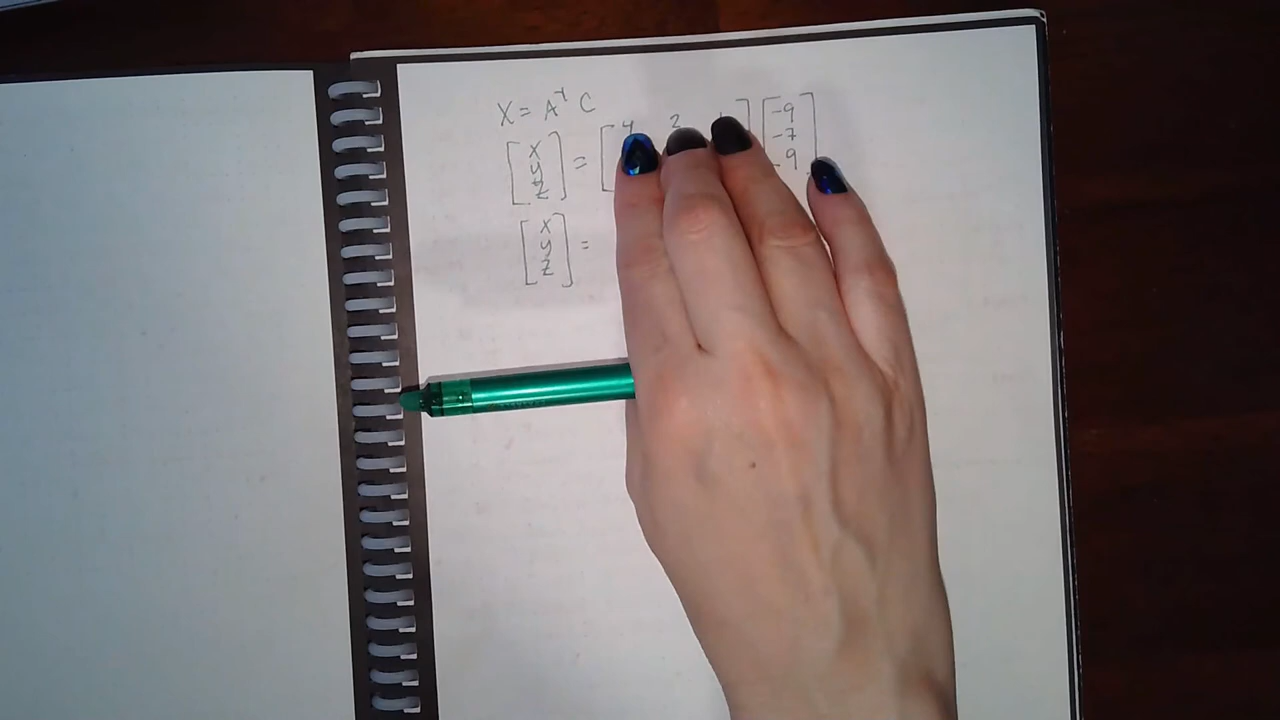 X = A⁻¹ C
[x y z] = [4 2 ] [-9 -7 -9]
[x y z] =